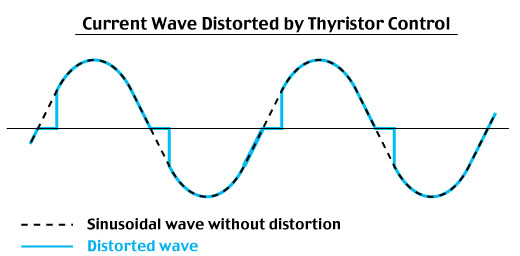 Current Wave Distorted by Thyristor Control
Sinusoidal wave without distortion
Distorted wave